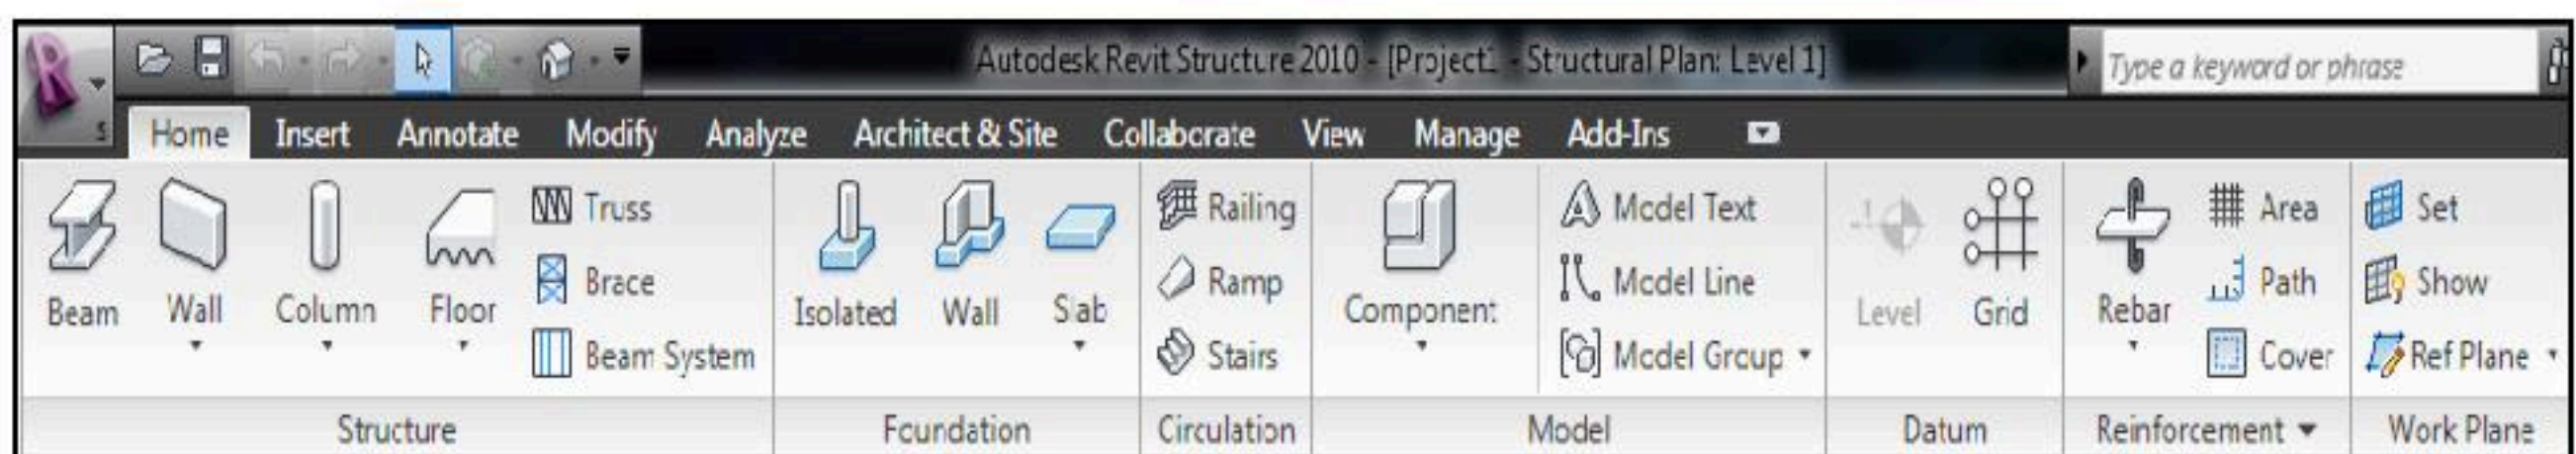 Autodesk Revit Structure 2010 - [Project1 - Structural Plan: Level 1] Type a keyword or phrase
Home Insert Annotate Modify Analyze Architect & Site Collaborate View Manage Add-Ins
Beam Wall Column Floor Truss Brace Beam System Isolated Wall Slab Railing Ramp Stairs Component Model Text Model Line Model Group Level Grid Rebar Area Path Cover Set Show Ref Plane
Structure Foundation Circulation Model Datum Reinforcement Work Plane